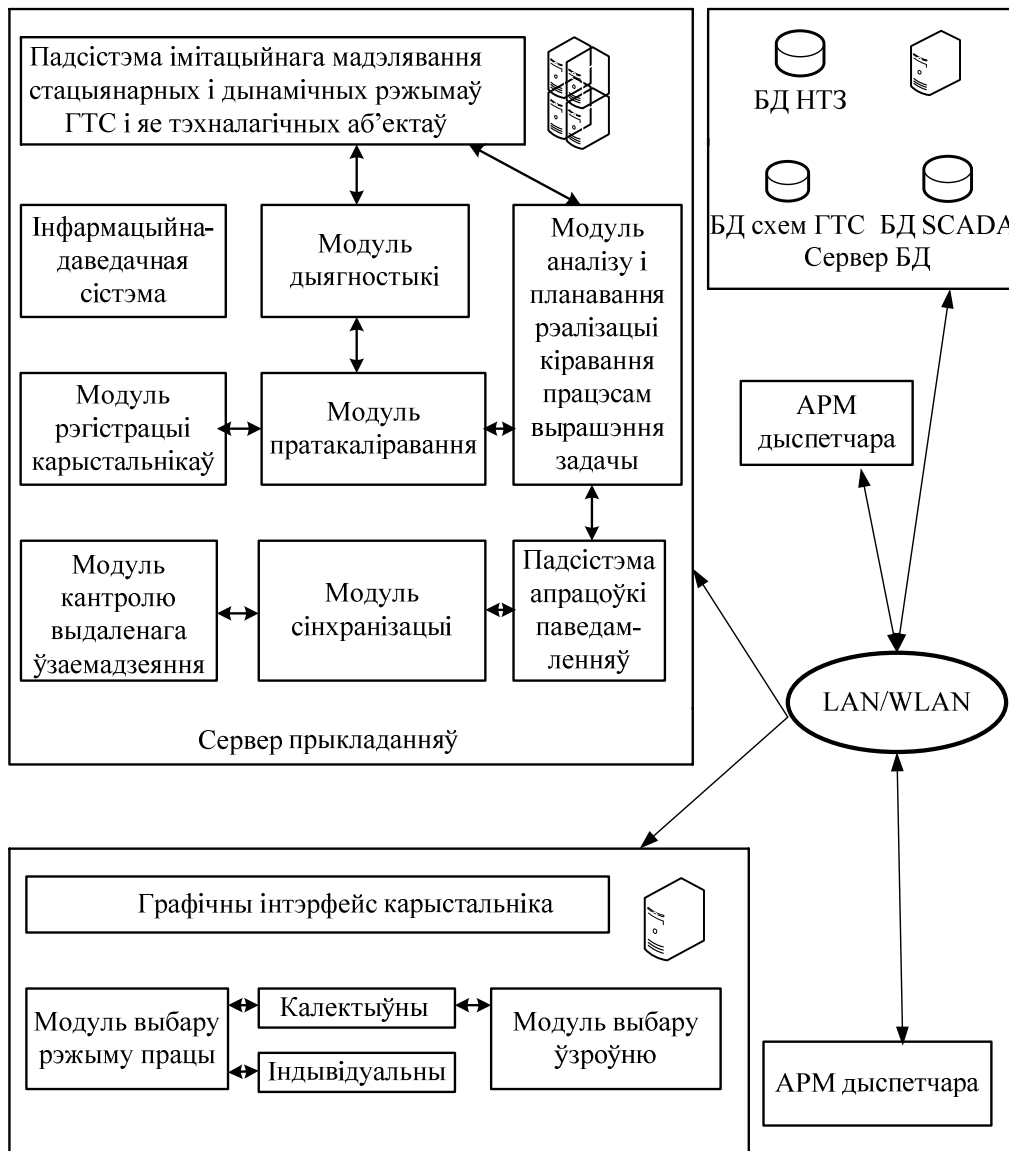 Падсістэма імітацыйнага мадэлявання
стацыянарных і дынамічных рэжымаў
ГТС і яе тэхналагічных аб’ектаў
Інфармацыйна-
даведачная
сістэма
Модуль
дыягностыкі
Модуль
аналізу і
планавання
рэалізацыі
кіравання
працэсам
вырашэння
задачы
Модуль
рэгістрацыі
карыстальнікаў
Модуль
пратакаліравання
Модуль
кантролю
выдаленага
ўзаемадзеяння
Модуль
сінхранізацыі
Падсістэма
апрацоўкі
паведам-
ленняў
Сервер прыкладанняў
БД НТЗ
БД схем ГТС
БД SCADA
Сервер БД
АРМ
дыспетчара
LAN/WLAN
Графічны інтэрфейс карыстальніка
Модуль выбару
рэжыму працы
Калектыўны
Індывідуальны
Модуль выбару
ўзроўню
АРМ дыспетчара